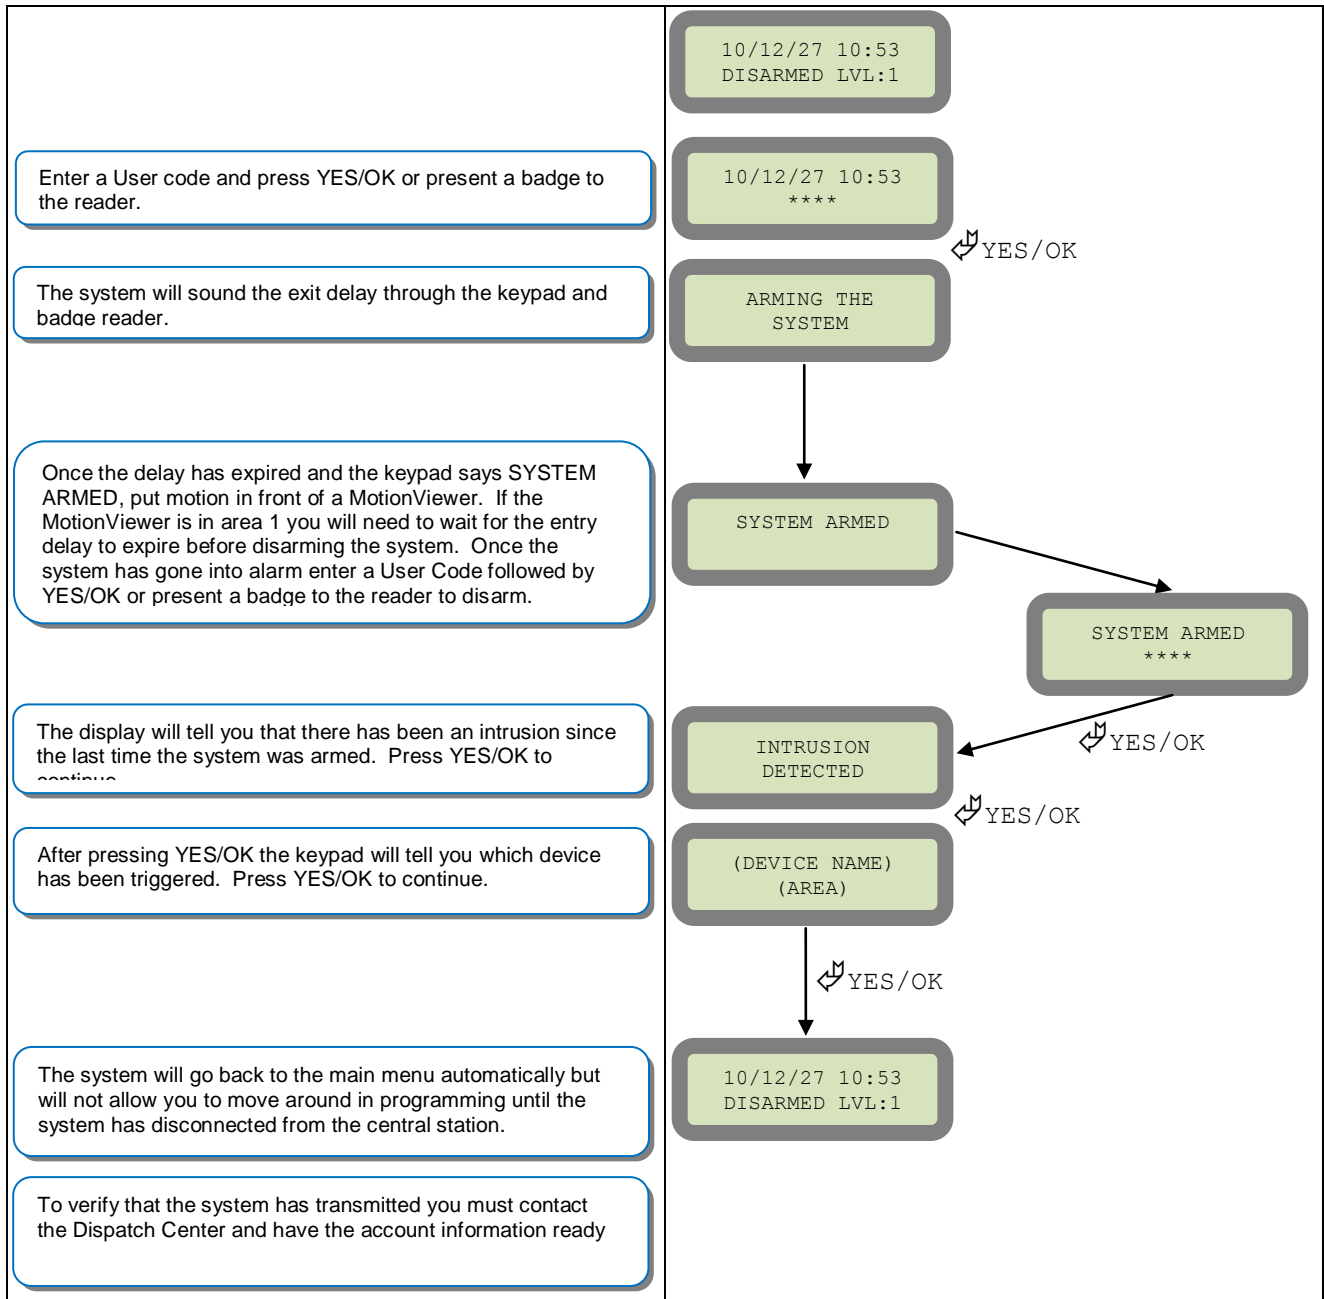 10/12/27 10:53
DISARMED LVL:1
Enter a User code and press YES/OK or present a badge to
the reader.
10/12/27 10:53
****
YES/OK
The system will sound the exit delay through the keypad and
badge reader.
ARMING THE
SYSTEM
Once the delay has expired and the keypad says SYSTEM
ARMED, put motion in front of a MotionViewer. If the
MotionViewer is in area 1 you will need to wait for the entry
delay to expire before disarming the system. Once the
system has gone into alarm enter a User Code followed by
YES/OK or present a badge to the reader to disarm.
SYSTEM ARMED
SYSTEM ARMED
****
YES/OK
The display will tell you that there has been an intrusion since
the last time the system was armed. Press YES/OK to
continue
INTRUSION
DETECTED
YES/OK
After pressing YES/OK the keypad will tell you which device
has been triggered. Press YES/OK to continue.
(DEVICE NAME)
(AREA)
YES/OK
The system will go back to the main menu automatically but
will not allow you to move around in programming until the
system has disconnected from the central station.
10/12/27 10:53
DISARMED LVL:1
To verify that the system has transmitted you must contact
the Dispatch Center and have the account information ready